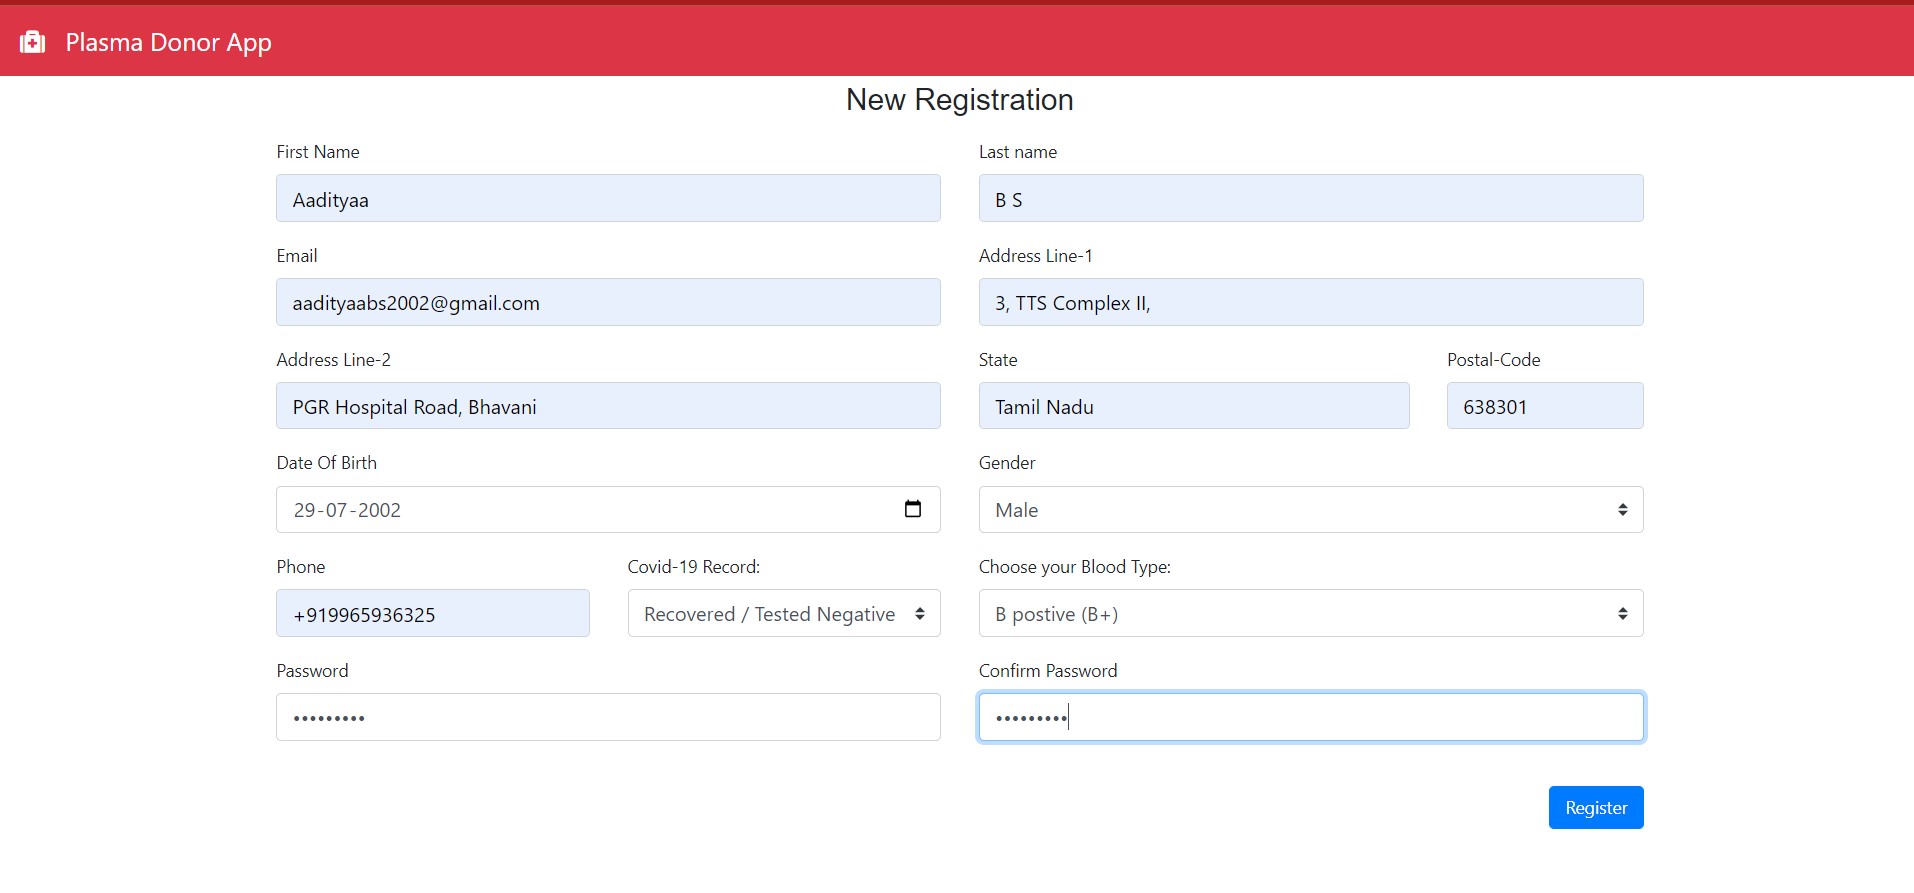 Plasma Donor App
New Registration
First Name
Last name
Aadityaa
B S
Email
Address Line-1
aadityaabs2002@gmail.com
3, TTS Complex II,
Address Line-2
State
Postal-Code
PGR Hospital Road, Bhavani
Tamil Nadu
638301
Date Of Birth
Gender
29-07-2002
Male
Phone
Covid-19 Record:
Choose your Blood Type:
+919965936325
Recovered / Tested Negative
B postive (B+)
Password
Confirm Password
•••••••••
•••••••••
Register